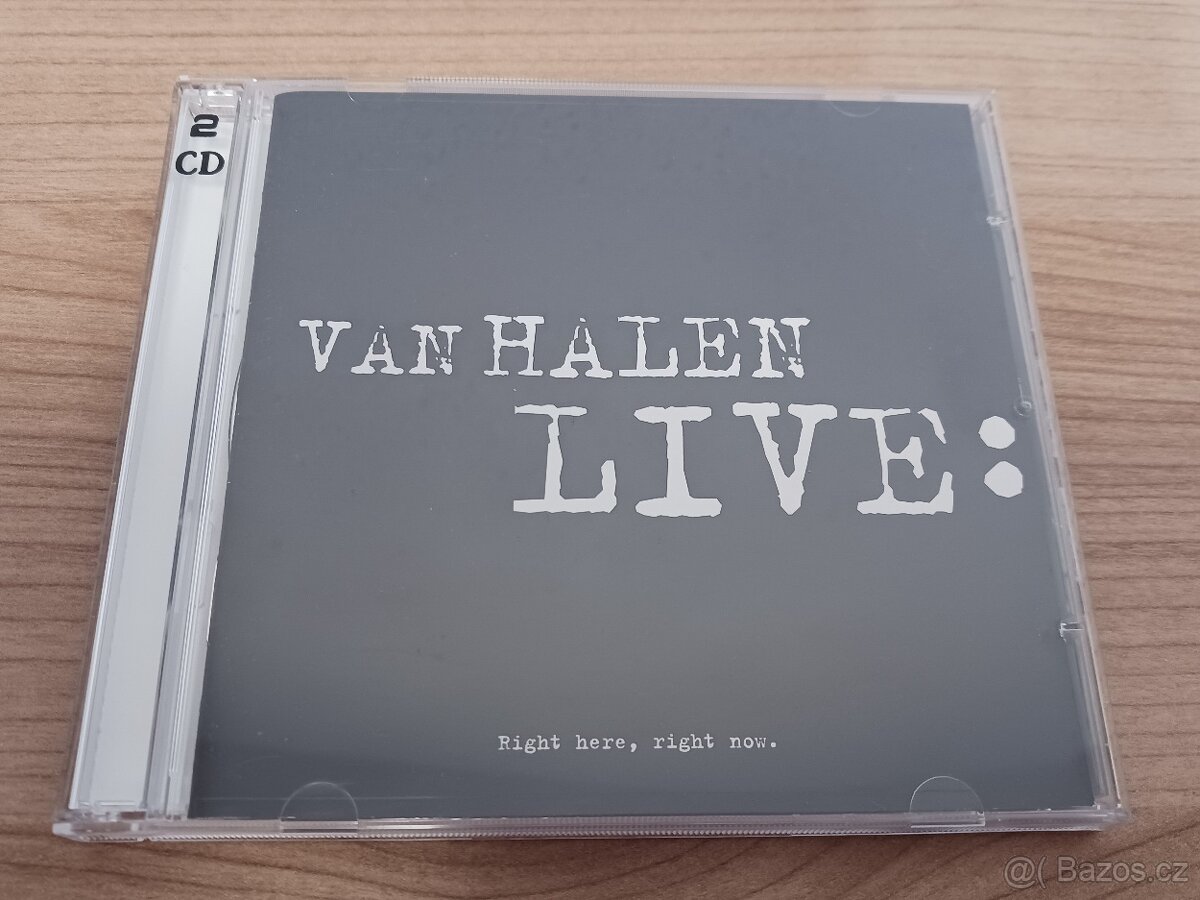 2
CD
VAN HALEN
LIVE:
Right here, right now.
@( Bazos.cz